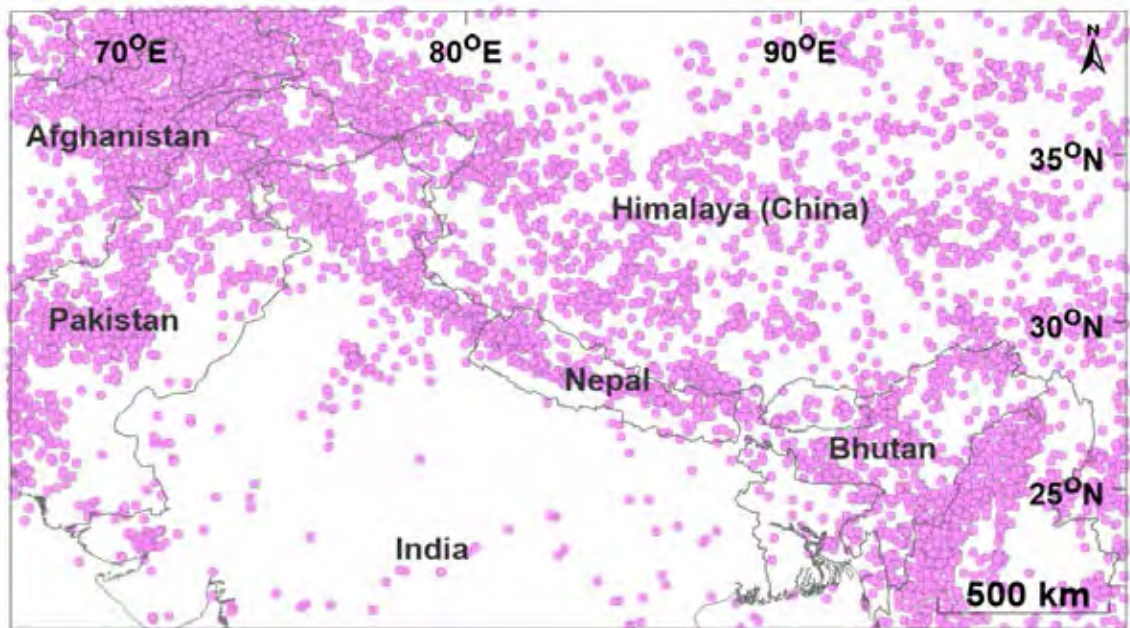 70°E 80°E 90°E N
Afghanistan
35°N
Himalaya (China)
Pakistan
30°N
Nepal
Bhutan
25°N
India
500 km